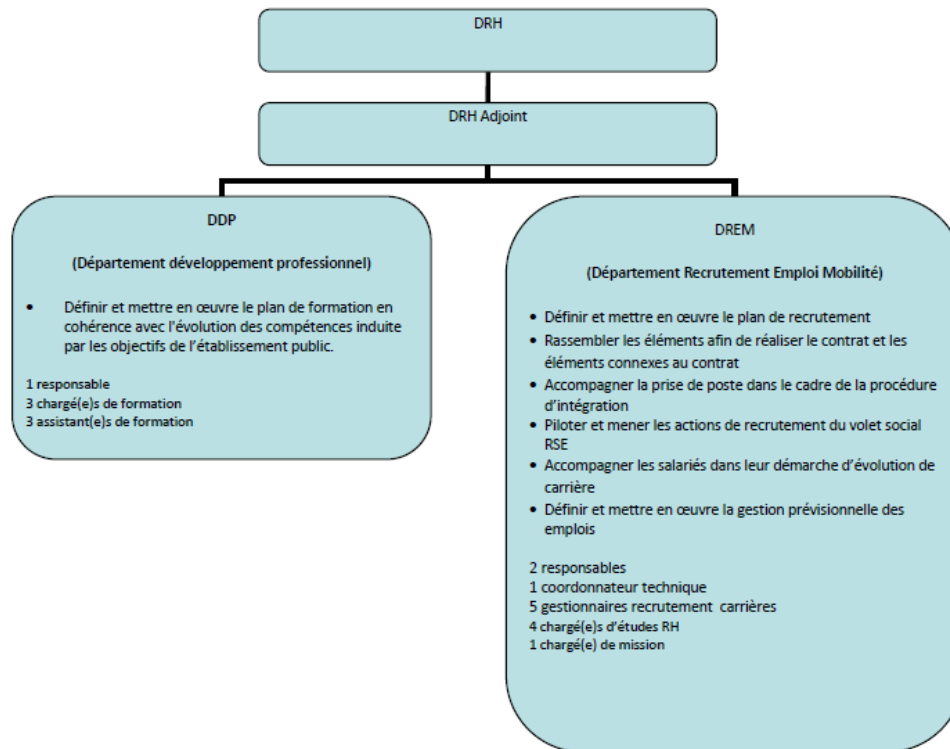 DRH
DRH Adjoint
DDP
(Département développement professionnel)
• Définir et mettre en œuvre le plan de formation en
cohérence avec l'évolution des compétences induite
par les objectifs de l'établissement public.
1 responsable
3 chargé(e)s de formation
3 assistant(e)s de formation
DREM
(Département Recrutement Emploi Mobilité)
• Définir et mettre en œuvre le plan de recrutement
• Rassembler les éléments afin de réaliser le contrat et les
éléments connexes au contrat
• Accompagner la prise de poste dans le cadre de la procédure
d'intégration
• Piloter et mener les actions de recrutement du volet social
RSE
• Accompagner les salariés dans leur démarche d'évolution de
carrière
• Définir et mettre en œuvre la gestion prévisionnelle des
emplois
2 responsables
1 coordonnateur technique
5 gestionnaires recrutement carrières
4 chargé(e)s d'études RH
1 chargé(e) de mission